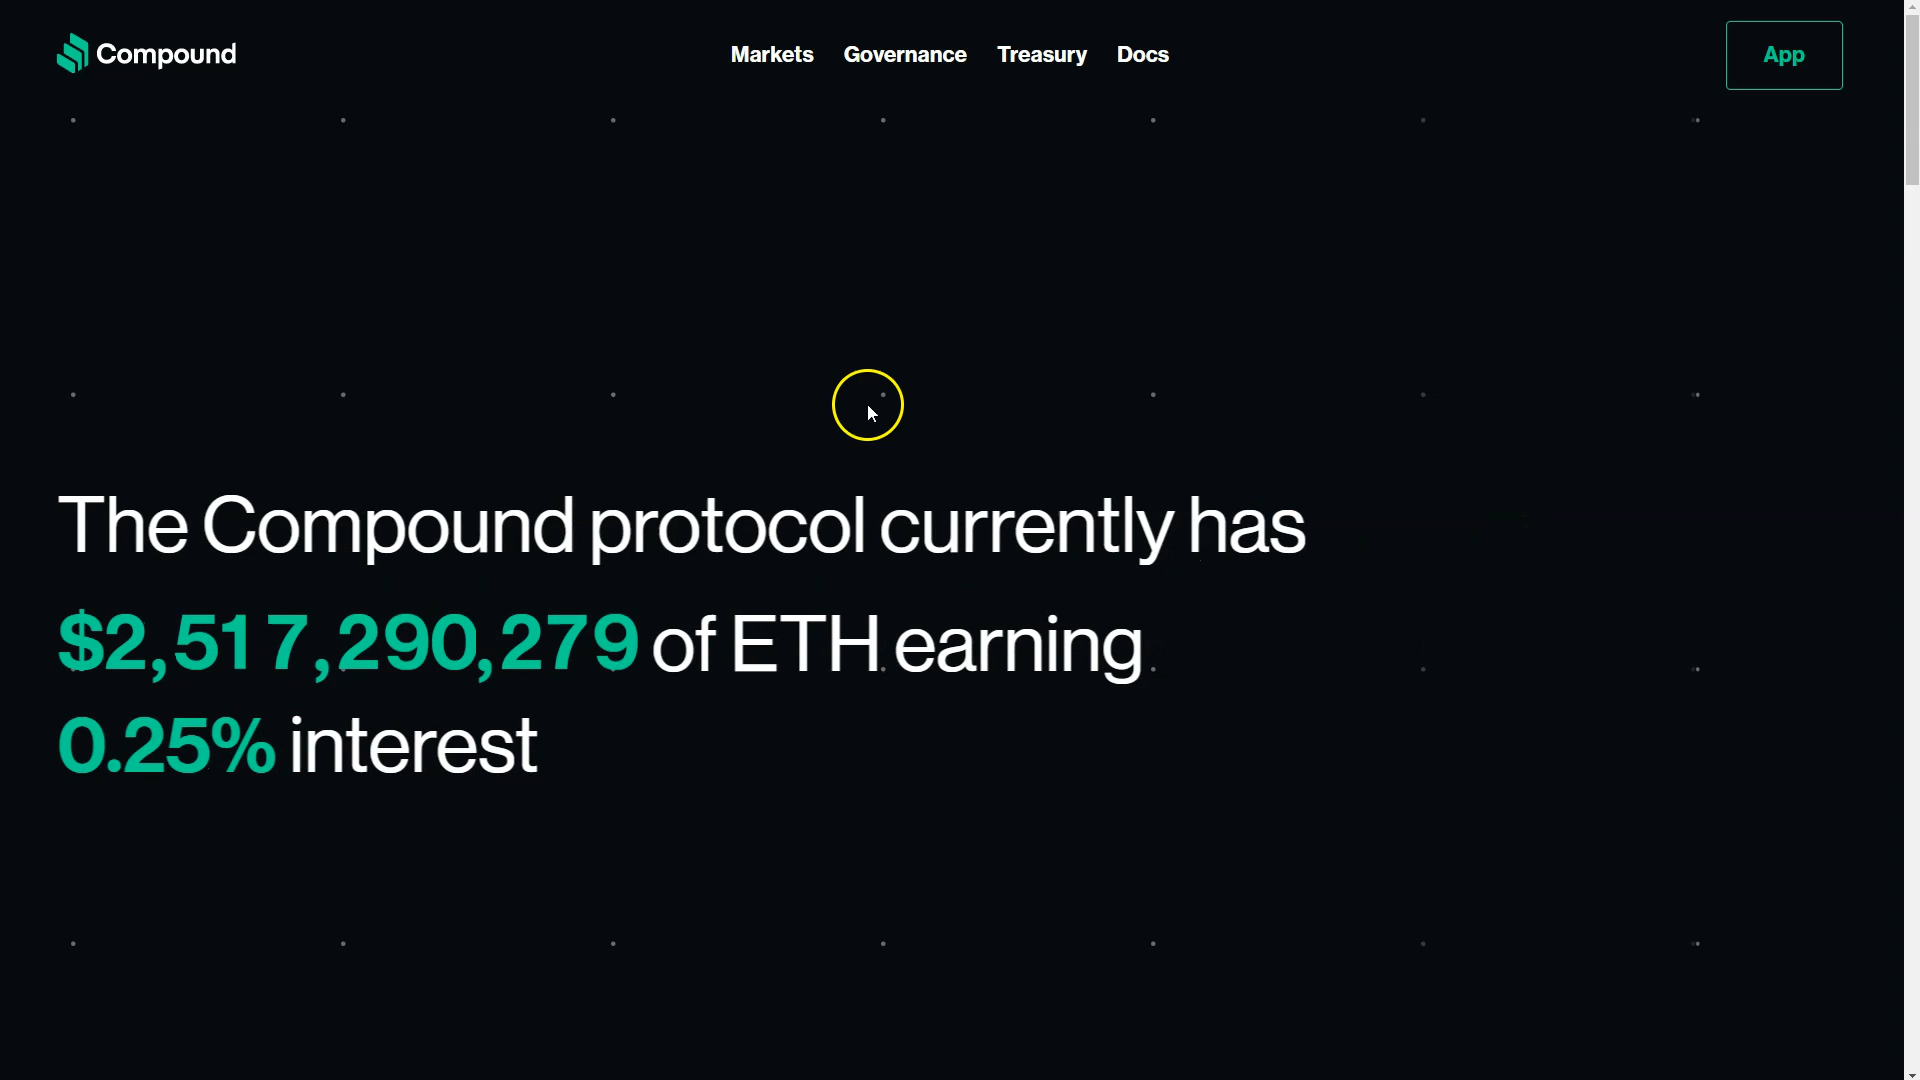 Compound
Markets Governance Treasury Docs
App
The Compound protocol currently has
$2,517,290,279 of ETH earning
0.25% interest